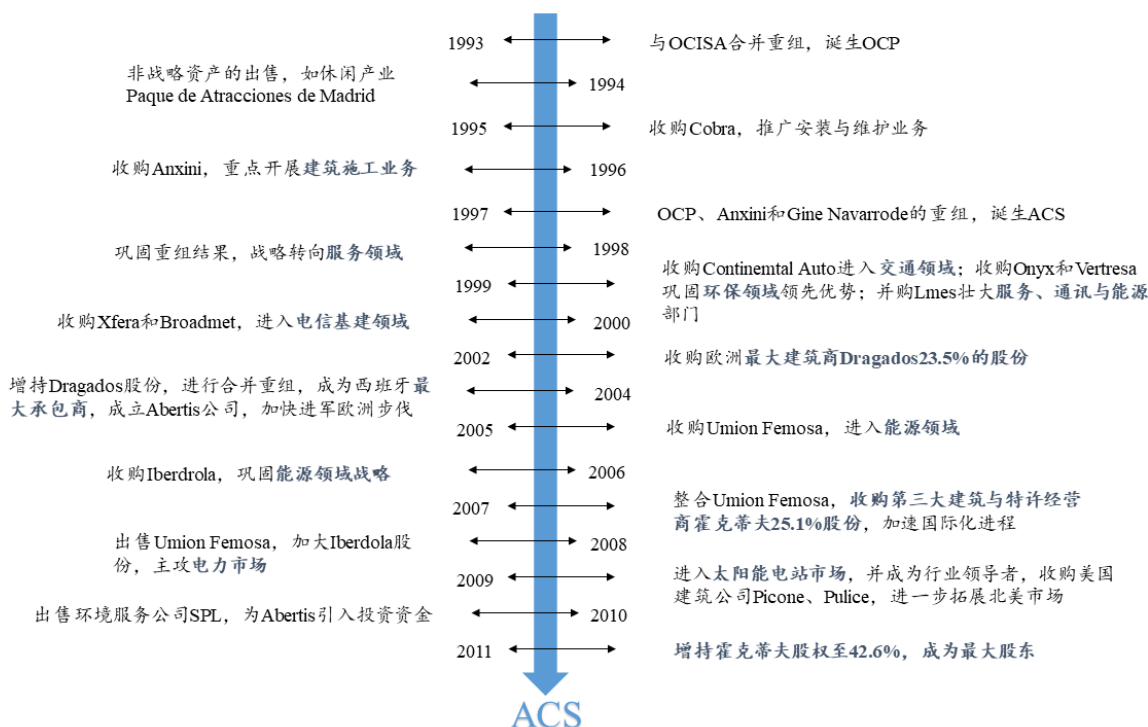 1993
与OCISA合并重组，诞生OCP
非战略资产的出售，如休闲产业
Paque de Atracciones de Madrid
1994
1995
收购Cobra，推广安装与维护业务
收购Anxini，重点开展建筑施工业务
1996
1997
OCP、Anxini和Gine Navarrode的重组，诞生ACS
巩固重组结果，战略转向服务领域
1998
1999
收购Continemtal Auto进入交通领域；收购Onyx和Vertresa
巩固环保领域领先优势；并购Lmes壮大服务、通讯与能源
部门
收购Xfera和Broadmet，进入电信基建领域
2000
2002
收购欧洲最大建筑商Dragados23.5%的股份
增持Dragados股份，进行合并重组，成为西班牙最
大承包商，成立Abertis公司，加快进军欧洲步伐
2004
2005
收购Umion Femosa，进入能源领域
收购Iberdrola，巩固能源领域战略
2006
2007
整合Umion Femosa，收购第三大建筑与特许经营
商霍克蒂夫25.1%股份，加速国际化进程
出售Umion Femosa，加大Iberdola股
份，主攻电力市场
2008
2009
进入太阳能电站市场，并成为行业领导者，收购美国
建筑公司Picone、Pulice，进一步拓展北美市场
出售环境服务公司SPL，为Abertis引入投资资金
2010
2011
增持霍克蒂夫股权至42.6%，成为最大股东
ACS